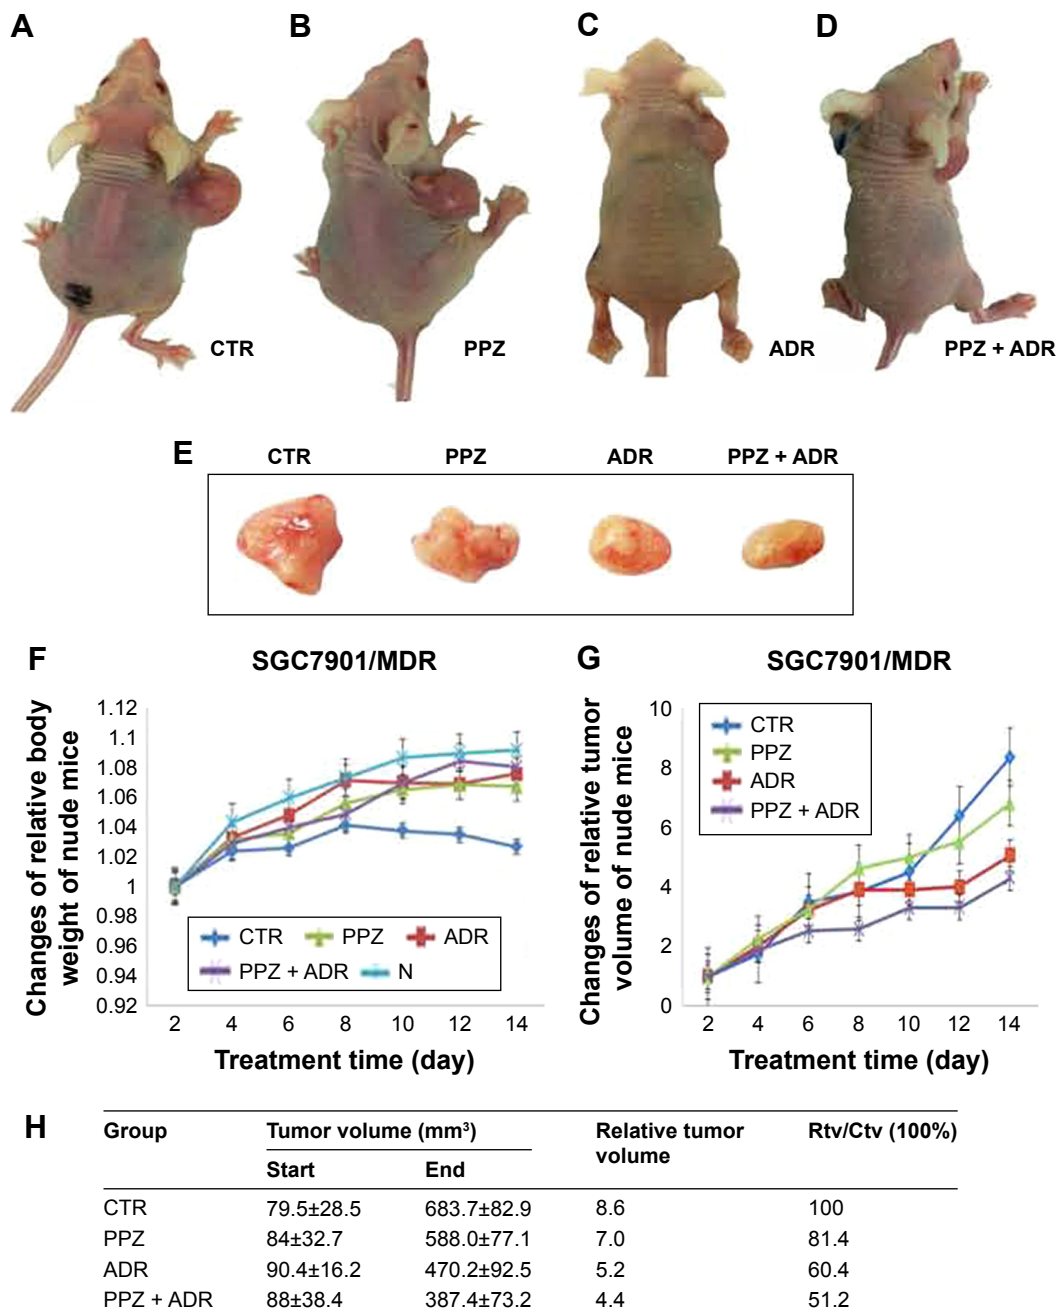 A B C D
CTR PPZ ADR PPZ + ADR
E CTR PPZ ADR PPZ + ADR
F SGC7901/MDR
Changes of relative body
weight of nude mice
1.12
1.1
1.08
1.06
1.04
1.02
1
0.98
0.96
0.94
0.92
CTR PPZ ADR
PPZ + ADR N
2 4 6 8 10 12 14
Treatment time (day)
G SGC7901/MDR
Changes of relative tumor
volume of nude mice
10
8
6
4
2
0
CTR
PPZ
ADR
PPZ + ADR
2 4 6 8 10 12 14
Treatment time (day)
H Group Tumor volume (mm³) Relative tumor Rtv/Ctv (100%)
volume
Start End
CTR 79.5±28.5 683.7±82.9 8.6 100
PPZ 84±32.7 588.0±77.1 7.0 81.4
ADR 90.4±16.2 470.2±92.5 5.2 60.4
PPZ + ADR 88±38.4 387.4±73.2 4.4 51.2